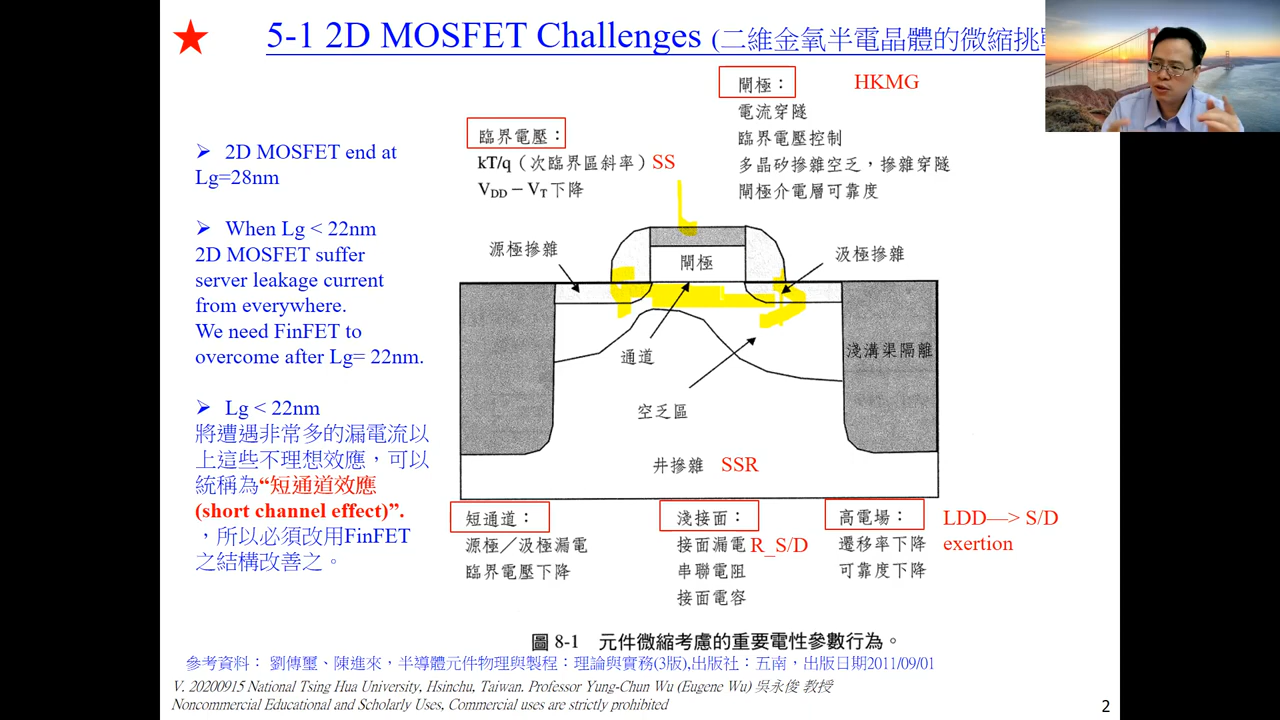 5-1 2D MOSFET Challenges (二維金氧半電晶體的微縮挑
➢ 2D MOSFET end at
Lg=28nm
➢ When Lg < 22nm
2D MOSFET suffer
server leakage current
from everywhere.
We need FinFET to
overcome after Lg= 22nm.
➢ Lg < 22nm
將遭遇非常多的漏電流以
上這些不理想效應，可以
統稱為“短通道效應
(short channel effect)”.
，所以必須改用FinFET
之結構改善之。
臨界電壓：
kT/q（次臨界區斜率）SS
VDD－VT下降
閘極： HKMG
電流穿隧
臨界電壓控制
多晶矽摻雜空乏，摻雜穿隧
閘極介電層可靠度
源極摻雜
閘極
汲極摻雜
通道
淺溝渠隔離
空乏區
井摻雜 SSR
短通道：
源極／汲極漏電
臨界電壓下降
淺接面：
接面漏電 R_S/D
串聯電阻
接面電容
高電場： LDD—> S/D
遷移率下降 exertion
可靠度下降
圖 8-1 元件微縮考慮的重要電性參數行為。
參考資料： 劉傳璽、陳進來，半導體元件物理與製程：理論與實務(3版),出版社：五南，出版日期2011/09/01
V. 20200915 National Tsing Hua University, Hsinchu, Taiwan. Professor Yung-Chun Wu (Eugene Wu) 吳永俊 教授
Noncommercial Educational and Scholarly Uses, Commercial uses are strictly prohibited
2